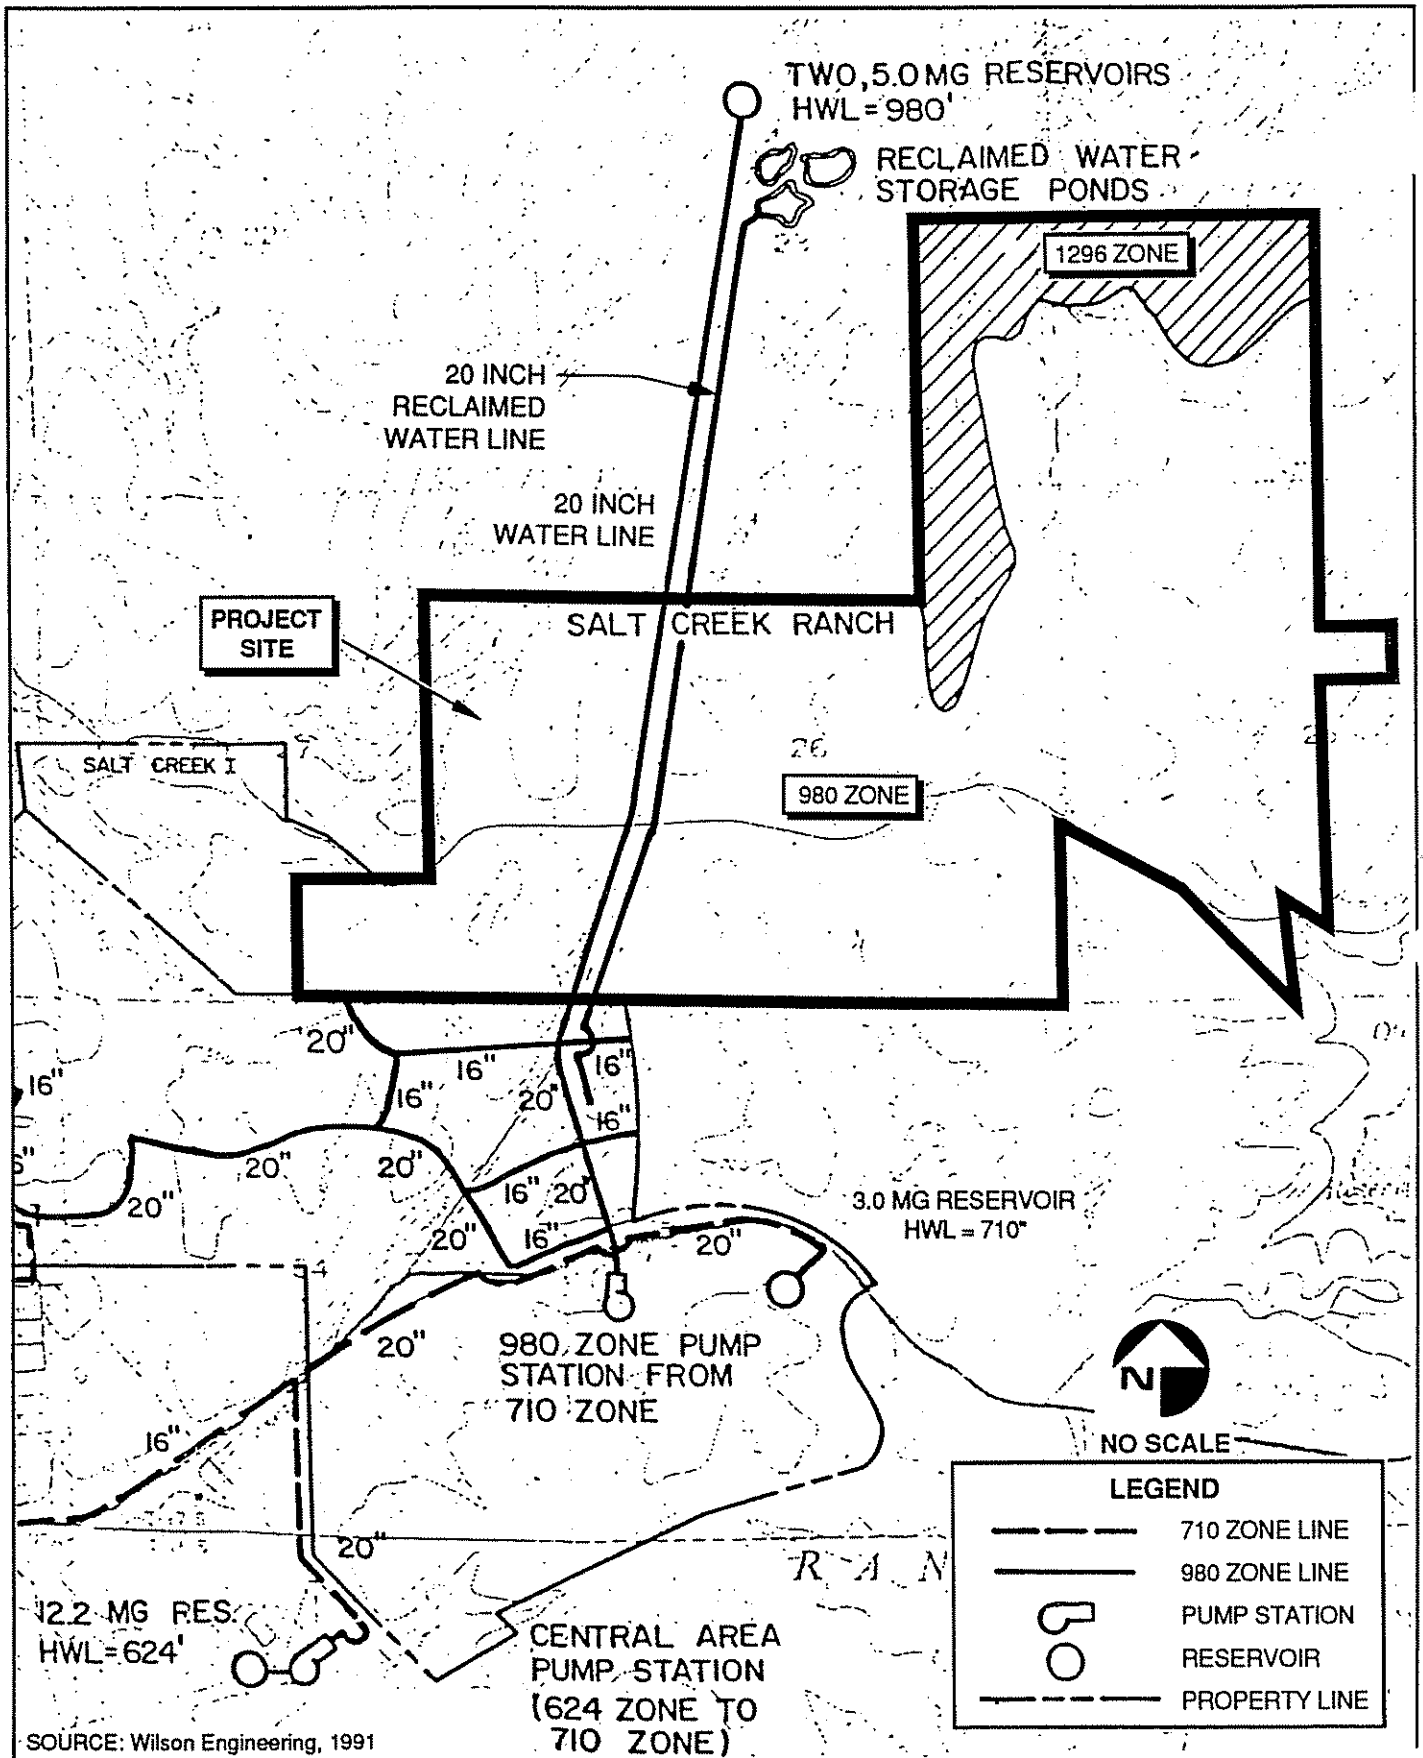 TWO, 5.0 MG RESERVOIRS
HWL = 980'
RECLAIMED WATER
STORAGE PONDS
1296 ZONE
20 INCH
RECLAIMED
WATER LINE
20 INCH
WATER LINE
PROJECT
SITE
SALT CREEK RANCH
26
SALT CREEK I
980 ZONE
20"
16"
16"
16"
16"
20"
16"
20"
20"
20"
16"
20"
20"
16"
20"
3.0 MG RESERVOIR
HWL = 710"
20"
980 ZONE PUMP
STATION FROM
710 ZONE
N
NO SCALE
16"
20"
R A N
12.2 MG RES.
HWL=624'
CENTRAL AREA
PUMP STATION
(624 ZONE TO
710 ZONE)
LEGEND
710 ZONE LINE
980 ZONE LINE
PUMP STATION
RESERVOIR
PROPERTY LINE
SOURCE: Wilson Engineering, 1991